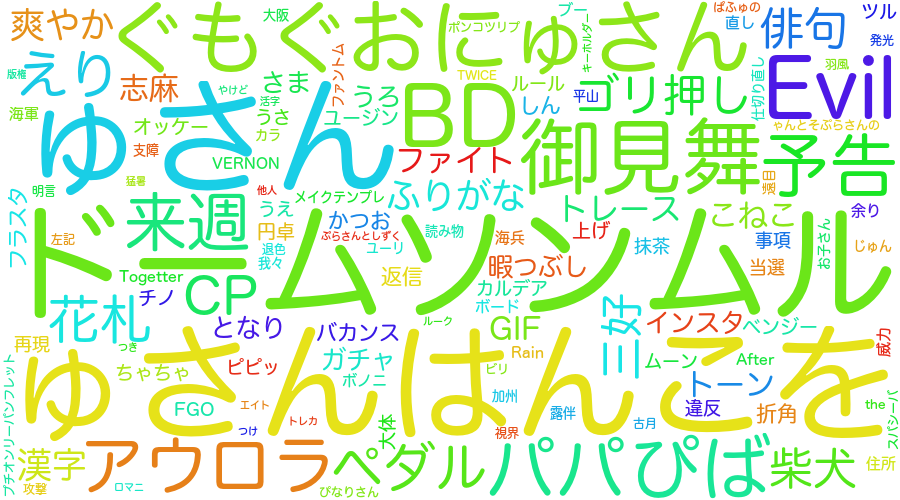 爽やか
大阪
ぐもぐおにゅさん
ポンコツリプ
キーホルダー
ブー
ぱふゅの
直し
俳句
ツル
発光
えり
版権
志麻
さま
ファントム
TWICE
ルール
ゴリ押し
仕切り直し
羽風
Evil
海軍
やけど
活字
うさ
うろ
ユージン
BD
しん
平山
オッケー
カラ
ゅさん
御見舞
ゃんとそぷらさんの
予告
支障
VERNON
ファイト
遠目
明言
猛暑
他人
メイクテンプレ
ふりがな
トレース
こねこ
余り
フラスタ
来週
うえ
かつお
読み物
海兵
上げ
抹茶
事項
お子さん
じゅん
左記
円卓
ぷらさんとしずく
ユーリ
退色
我々
返信
暇つぶし
当選
ドームソンムル
Togetter
チノ
CP
カルデア
ボード
花札
となり
バカンス
GIF
三好
インスタ
ベンジー
威力
再現
つき
ルーク
ガチャ
ボノニ
Rain
ピリ
ムーン
After
ちゃちゃ
ピピッ
トーン
ゅさんはんこを
プチオンリーパンフレット
FGO
エイト
トレカ
つけ
大体
加州
視界
露伴
古月
違反
折角
the
スパシーバ
漢字
攻撃
ロマニ
アウロラ
ぴなりさん
ペダル
パパぴば
柴犬
住所